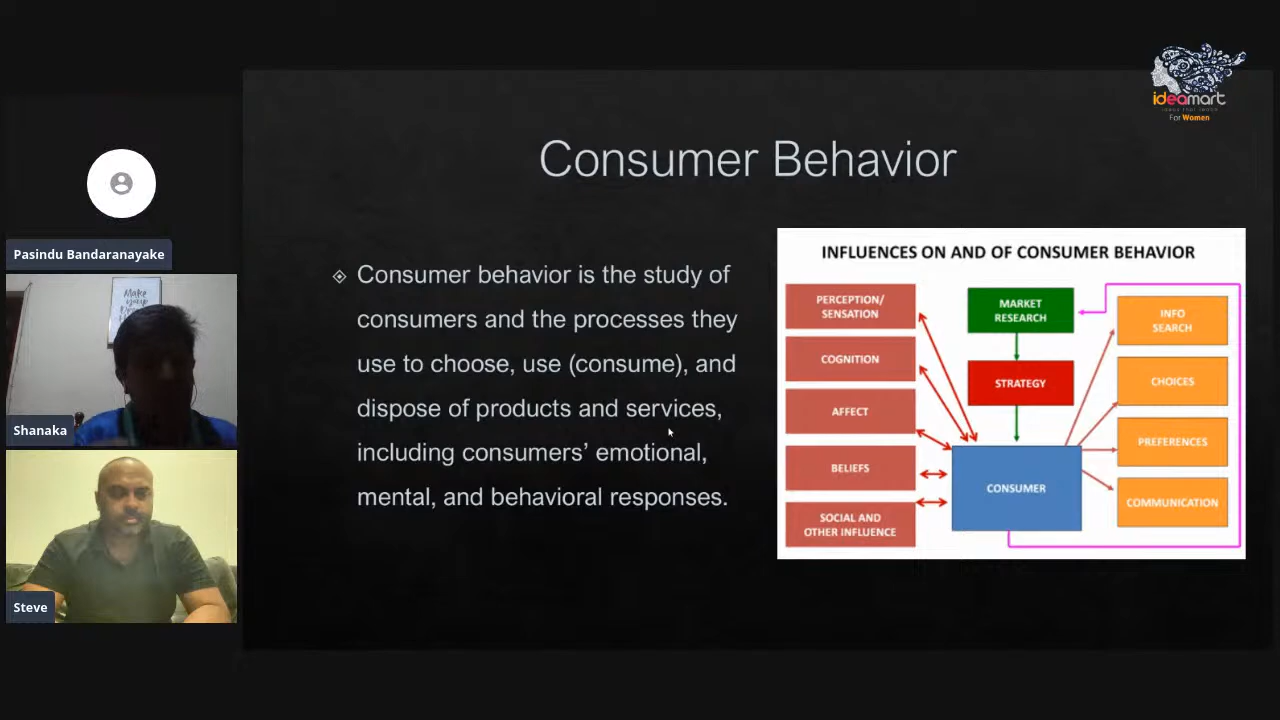 ideamart
For Women
Consumer Behavior
Pasindu Bandaranayake
Make
your
Shanaka
Steve
Consumer behavior is the study of
consumers and the processes they
use to choose, use (consume), and
dispose of products and services,
including consumers’ emotional,
mental, and behavioral responses.
INFLUENCES ON AND OF CONSUMER BEHAVIOR
PERCEPTION/
SENSATION
COGNITION
AFFECT
BELIEFS
SOCIAL AND
OTHER INFLUENCE
MARKET
RESEARCH
STRATEGY
CONSUMER
INFO
SEARCH
CHOICES
PREFERENCES
COMMUNICATION